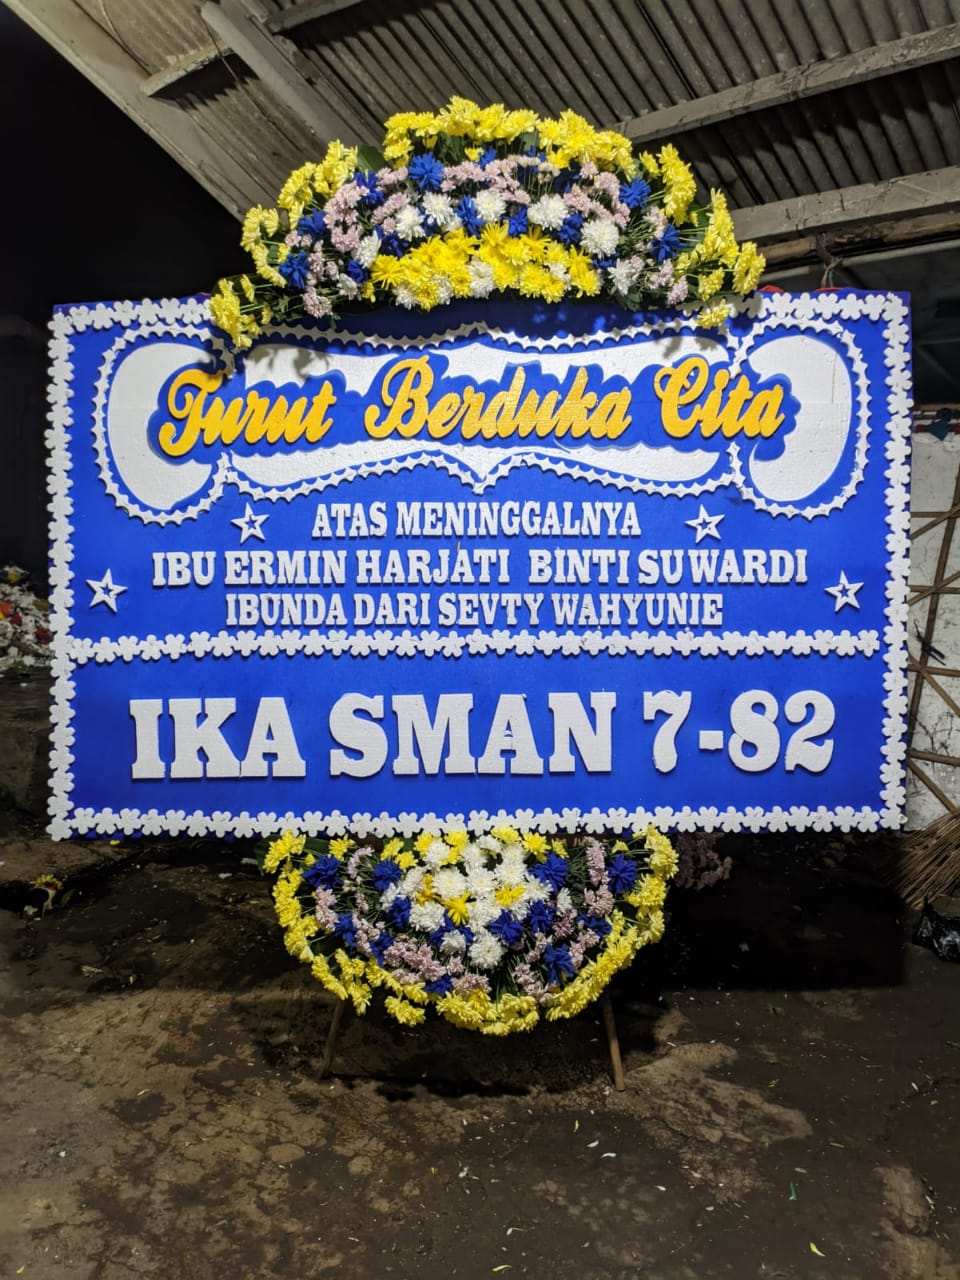 Turut Berduka Cita
ATAS MENINGGALNYA
IBU ERMIN HARJATI BINTI SUWARDI
IBUNDA DARI SEVTY WAHYUNIE
IKA SMAN 7-82